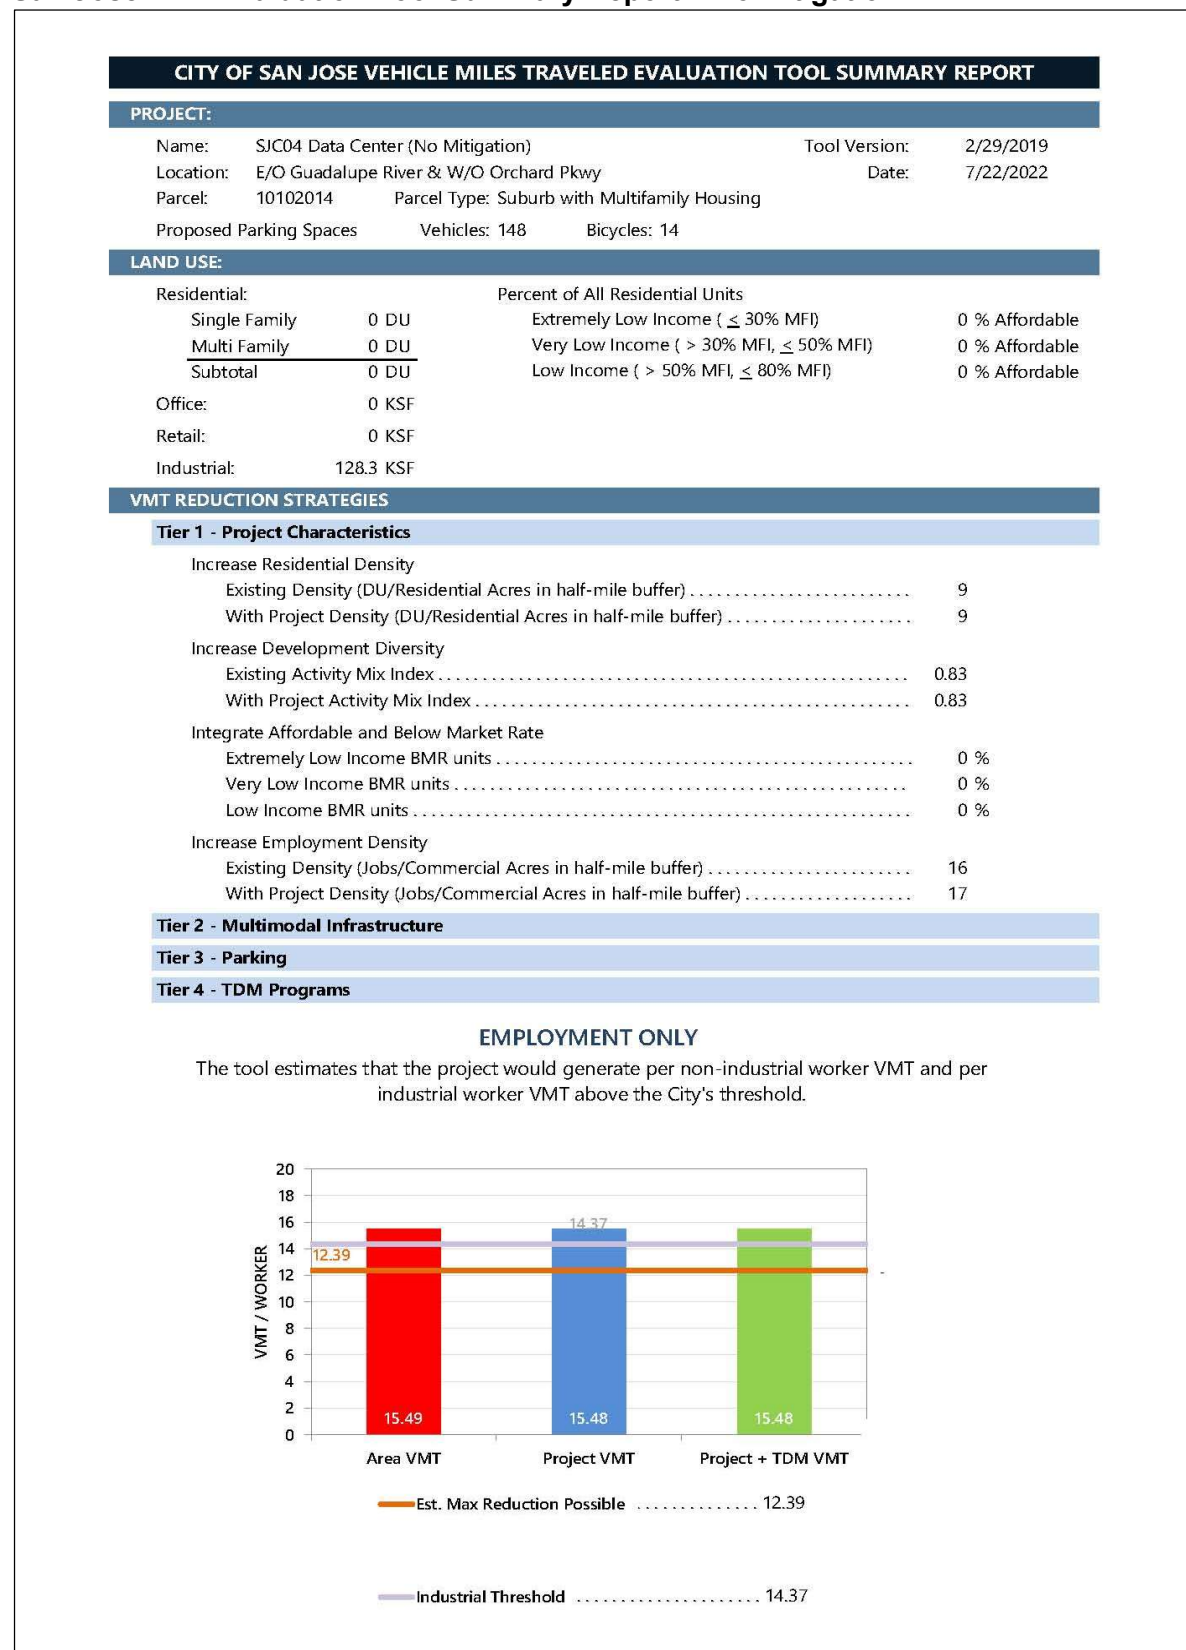 CITY OF SAN JOSE VEHICLE MILES TRAVELED EVALUATION TOOL SUMMARY REPORT
PROJECT:
Name: SJC04 Data Center (No Mitigation) Tool Version: 2/29/2019
Location: E/O Guadalupe River & W/O Orchard Pkwy Date: 7/22/2022
Parcel: 10102014 Parcel Type: Suburb with Multifamily Housing
Proposed Parking Spaces Vehicles: 148 Bicycles: 14
LAND USE:
Residential: Percent of All Residential Units
Single Family 0 DU Extremely Low Income ( ≤ 30% MFI) 0 % Affordable
Multi Family 0 DU Very Low Income ( > 30% MFI, ≤ 50% MFI) 0 % Affordable
Subtotal 0 DU Low Income ( > 50% MFI, ≤ 80% MFI) 0 % Affordable
Office: 0 KSF
Retail: 0 KSF
Industrial: 128.3 KSF
VMT REDUCTION STRATEGIES
Tier 1 - Project Characteristics
Increase Residential Density
Existing Density (DU/Residential Acres in half-mile buffer) . . . . . . . . . . . . . . . . . . . . . . . . . 9
With Project Density (DU/Residential Acres in half-mile buffer) . . . . . . . . . . . . . . . . . . . . . 9
Increase Development Diversity
Existing Activity Mix Index . . . . . . . . . . . . . . . . . . . . . . . . . . . . . . . . . . . . . . . . . . . . . . . . . . . . . 0.83
With Project Activity Mix Index . . . . . . . . . . . . . . . . . . . . . . . . . . . . . . . . . . . . . . . . . . . . . . . . . 0.83
Integrate Affordable and Below Market Rate
Extremely Low Income BMR units . . . . . . . . . . . . . . . . . . . . . . . . . . . . . . . . . . . . . . . . . . . . . . . 0 %
Very Low Income BMR units . . . . . . . . . . . . . . . . . . . . . . . . . . . . . . . . . . . . . . . . . . . . . . . . . . . 0 %
Low Income BMR units . . . . . . . . . . . . . . . . . . . . . . . . . . . . . . . . . . . . . . . . . . . . . . . . . . . . . . . . 0 %
Increase Employment Density
Existing Density (Jobs/Commercial Acres in half-mile buffer) . . . . . . . . . . . . . . . . . . . . . . . 16
With Project Density (Jobs/Commercial Acres in half-mile buffer) . . . . . . . . . . . . . . . . . . . 17
Tier 2 - Multimodal Infrastructure
Tier 3 - Parking
Tier 4 - TDM Programs
EMPLOYMENT ONLY
The tool estimates that the project would generate per non-industrial worker VMT and per
industrial worker VMT above the City's threshold.
VMT / WORKER
20
18
16
14
12
10
8
6
4
2
0
14.37
12.39
-
15.49 15.48 15.48
Area VMT Project VMT Project + TDM VMT
Est. Max Reduction Possible . . . . . . . . . . . . . . 12.39
Industrial Threshold . . . . . . . . . . . . . . . . . . . . . 14.37